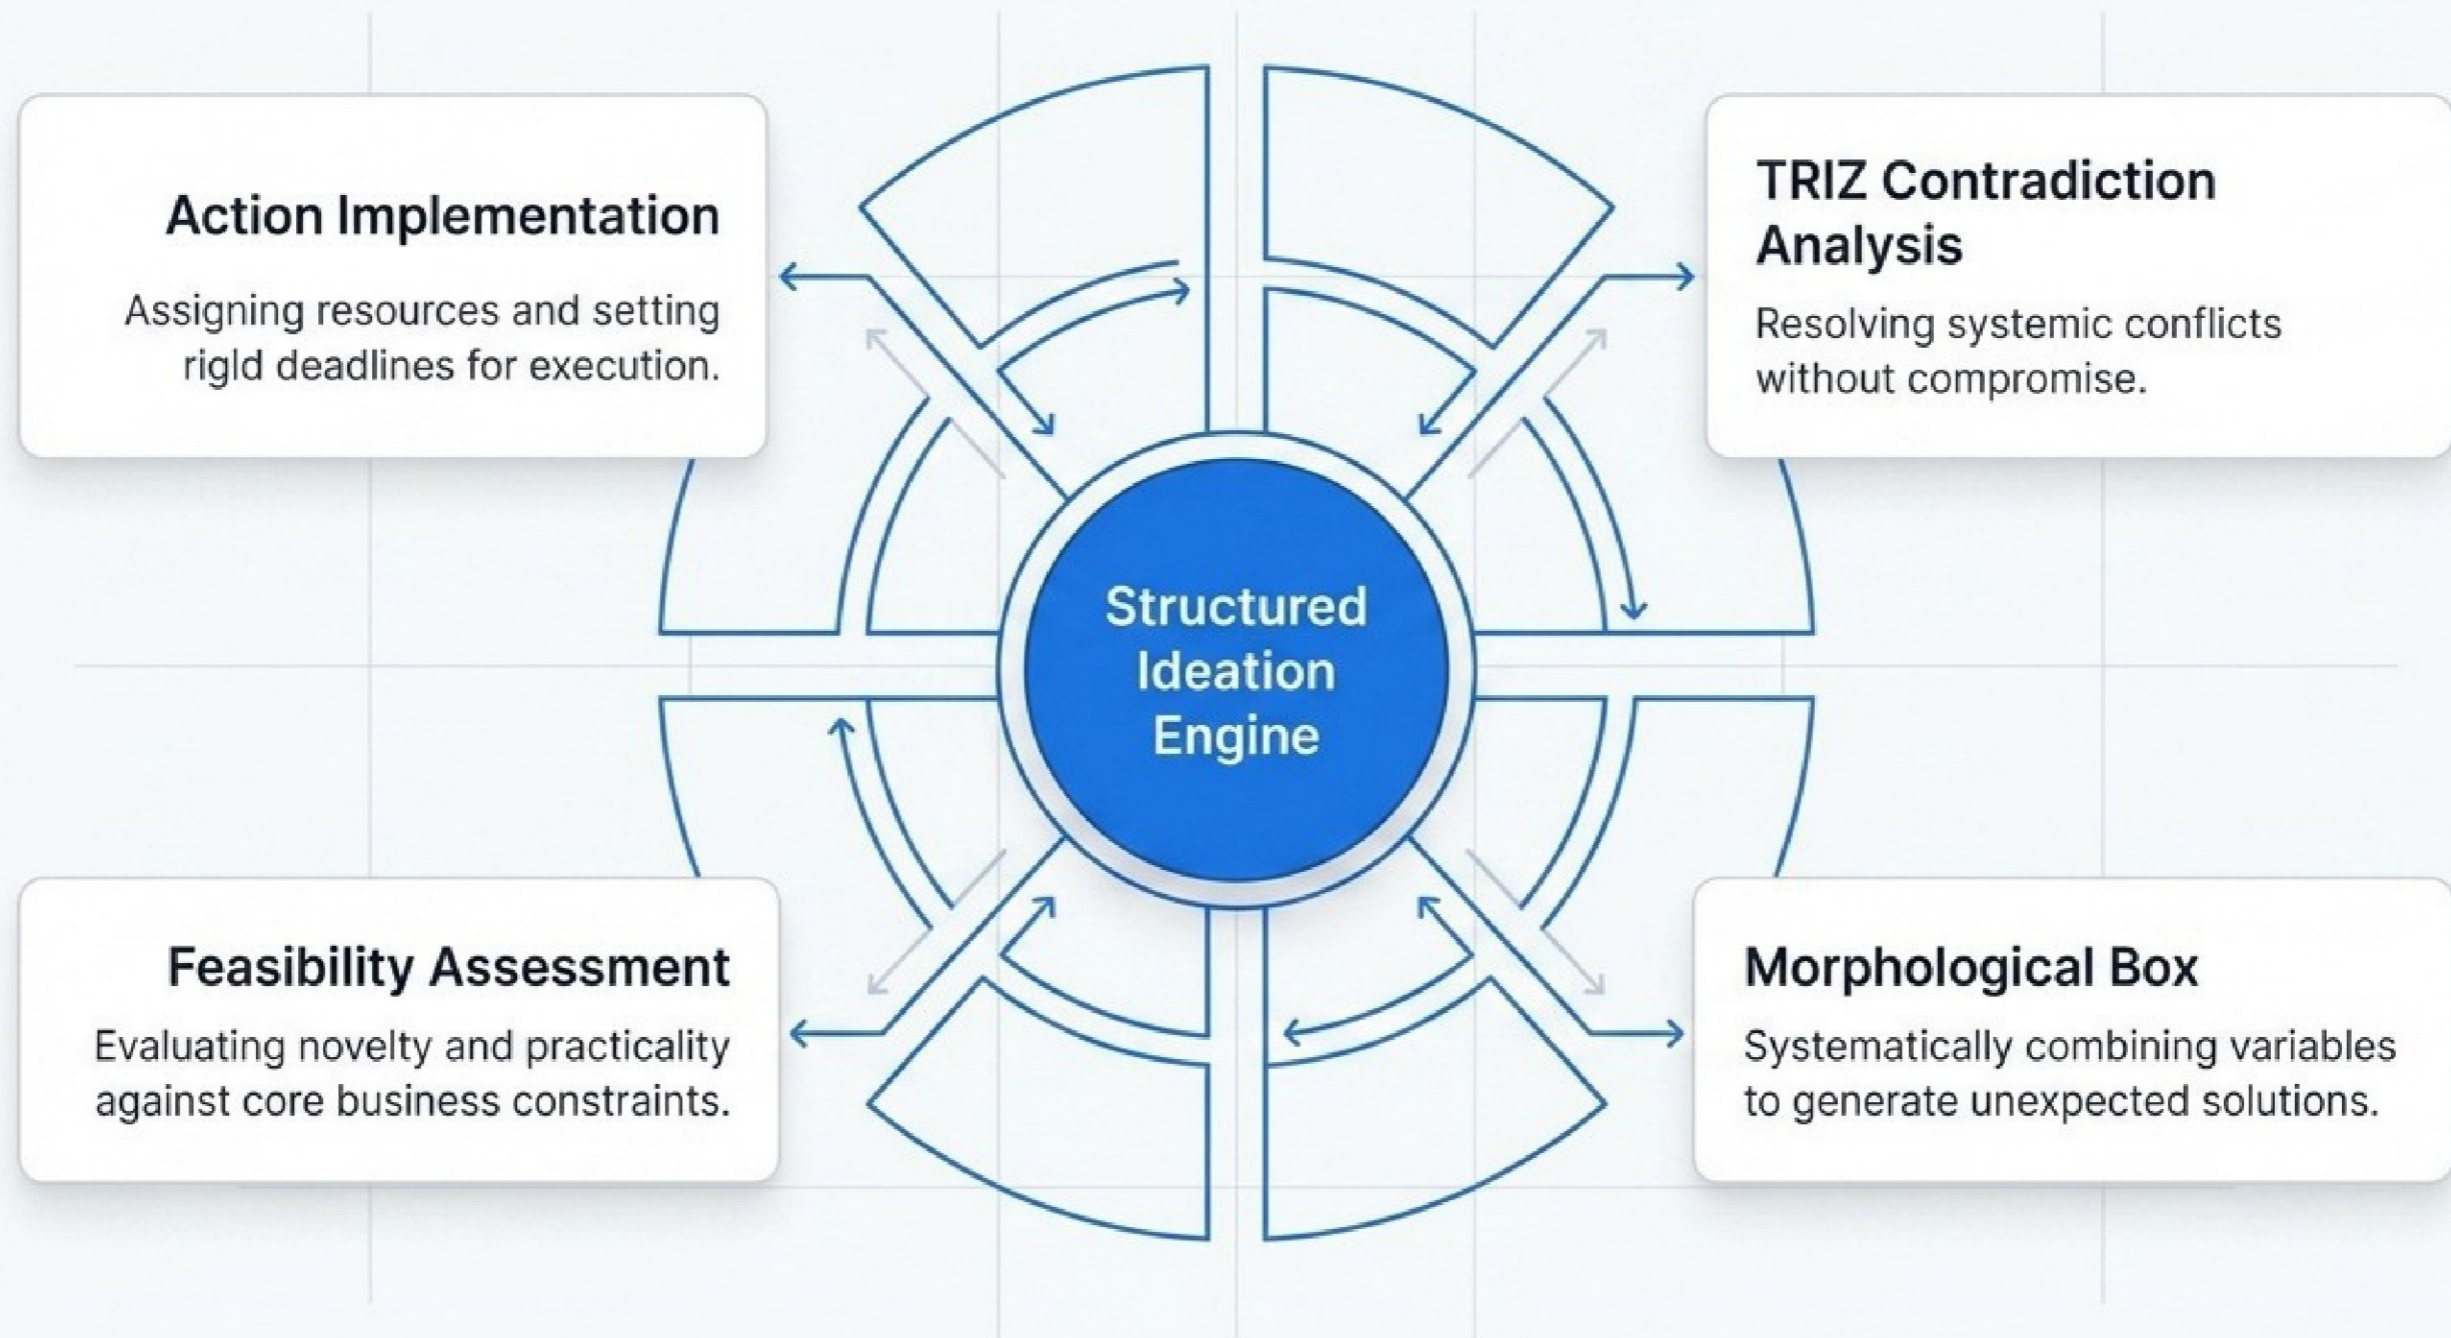 Action Implementation
Assigning resources and setting
rigld deadlines for execution.
TRIZ Contradiction
Analysis
Resolving systemic conflicts
without compromise.
Structured
Ideation
Engine
Feasibility Assessment
Evaluating novelty and practicality
against core business constraints.
Morphological Box
Systematically combining variables
to generate unexpected solutions.